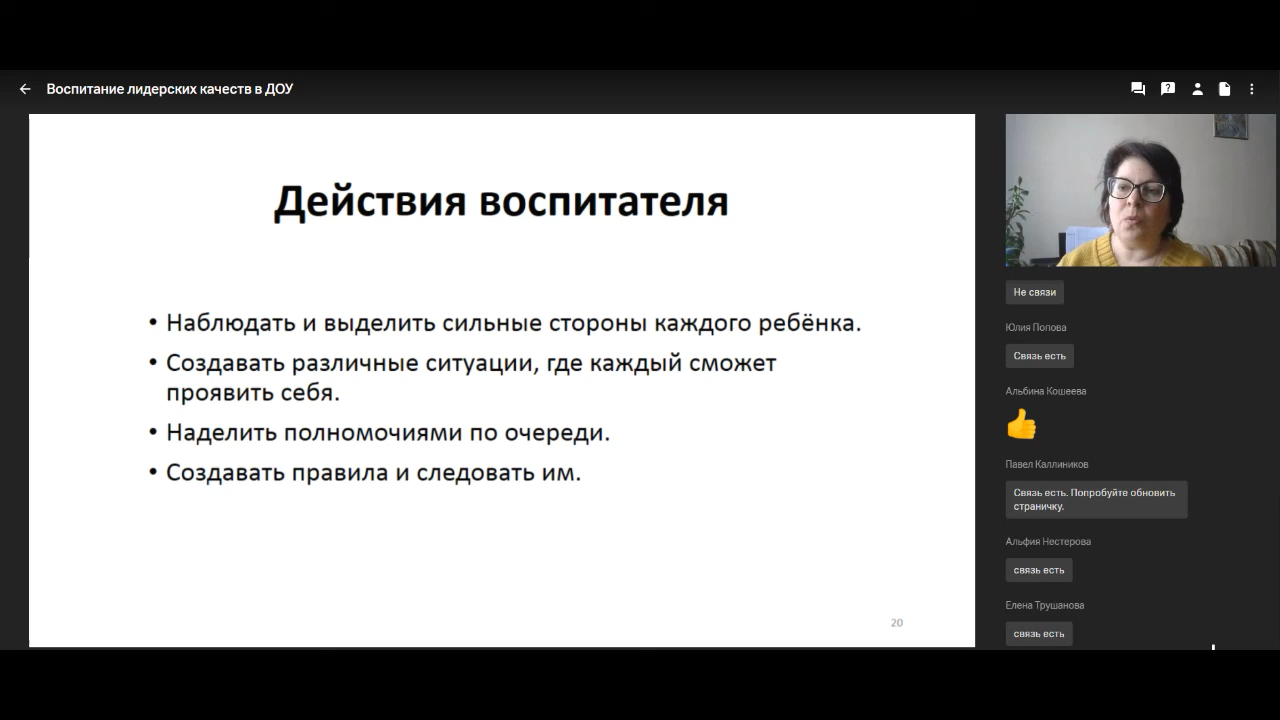 Воспитание лидерских качеств в ДОУ
Действия воспитателя
• Наблюдать и выделить сильные стороны каждого ребёнка.
• Создавать различные ситуации, где каждый сможет
проявить себя.
• Наделить полномочиями по очереди.
• Создавать правила и следовать им.
20
Не связи
Юлия Попова
Связь есть
Альбина Кошеева
Павел Каллиников
Связь есть. Попробуйте обновить
страничку.
Альфия Нестерова
связь есть
Елена Трушанова
связь есть